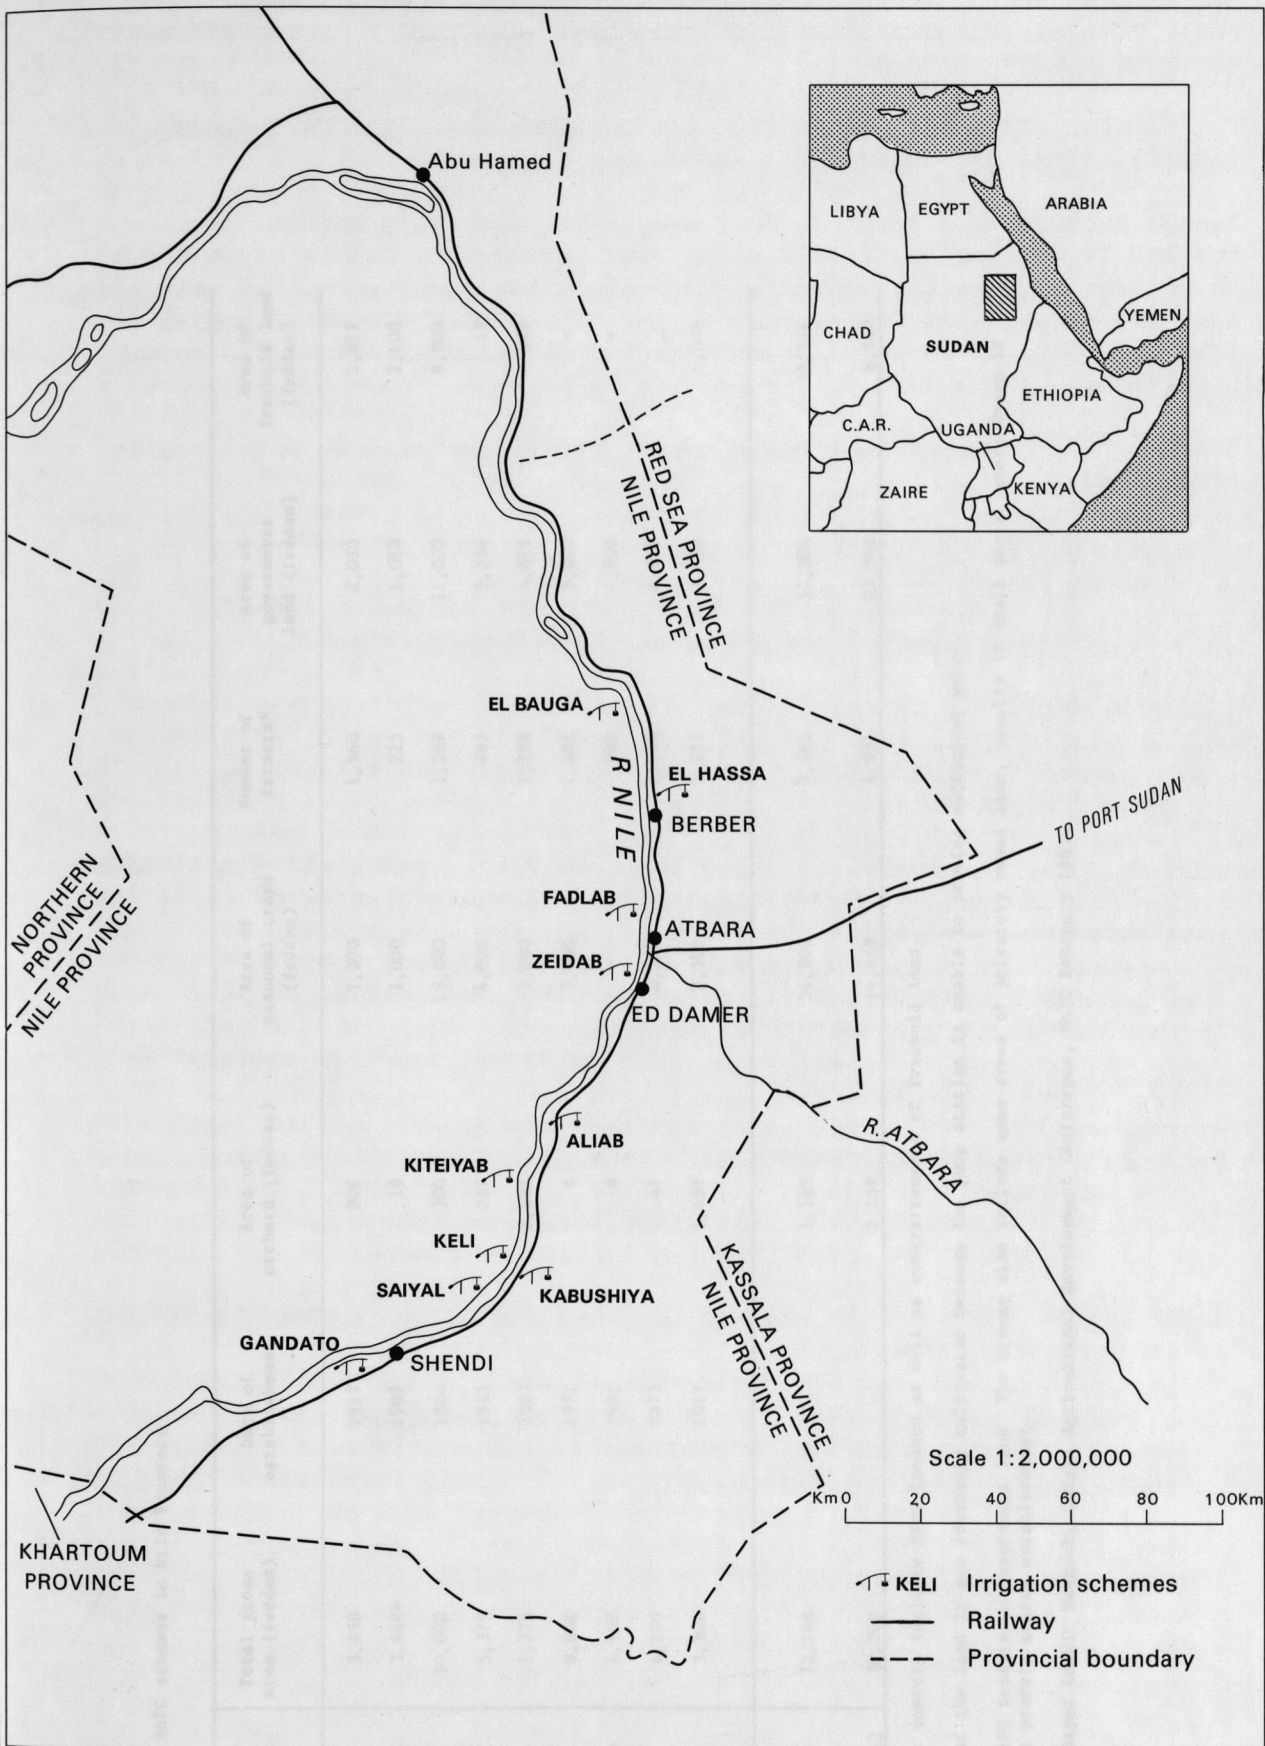 Abu Hamed
LIBYA
EGYPT
ARABIA
CHAD
SUDAN
YEMEN
ETHIOPIA
C.A.R.
UGANDA
ZAIRE
KENYA
RED SEA PROVINCE
NILE PROVINCE
EL BAUGA
R NILE
EL HASSA
BERBER
TO PORT SUDAN
NORTHERN
PROVINCE
NILE PROVINCE
FADLAB
ATBARA
ZEIDAB
ED DAMER
ALIAB
R. ATBARA
KITEIYAB
KELI
SAIYAL
KABUSHIYA
KASSALA PROVINCE
NILE PROVINCE
GANDATO
SHENDI
Scale 1:2,000,000
Km 0 20 40 60 80 100Km
KHARTOUM
PROVINCE
KELI Irrigation schemes
Railway
Provincial boundary